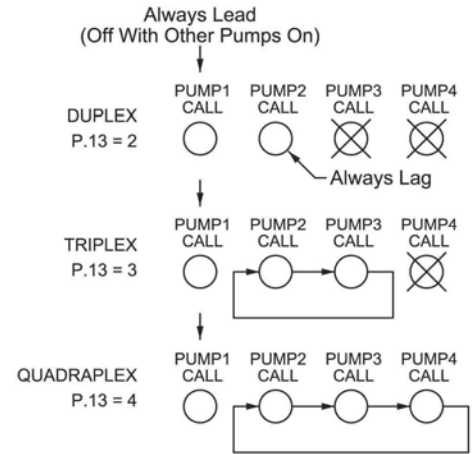 Always Lead
(Off With Other Pumps On)
PUMP1 PUMP2 PUMP3 PUMP4
CALL CALL CALL CALL
DUPLEX
P.13 = 2
Always Lag
PUMP1 PUMP2 PUMP3 PUMP4
CALL CALL CALL CALL
TRIPLEX
P.13 = 3
PUMP1 PUMP2 PUMP3 PUMP4
CALL CALL CALL CALL
QUADRAPLEX
P.13 = 4